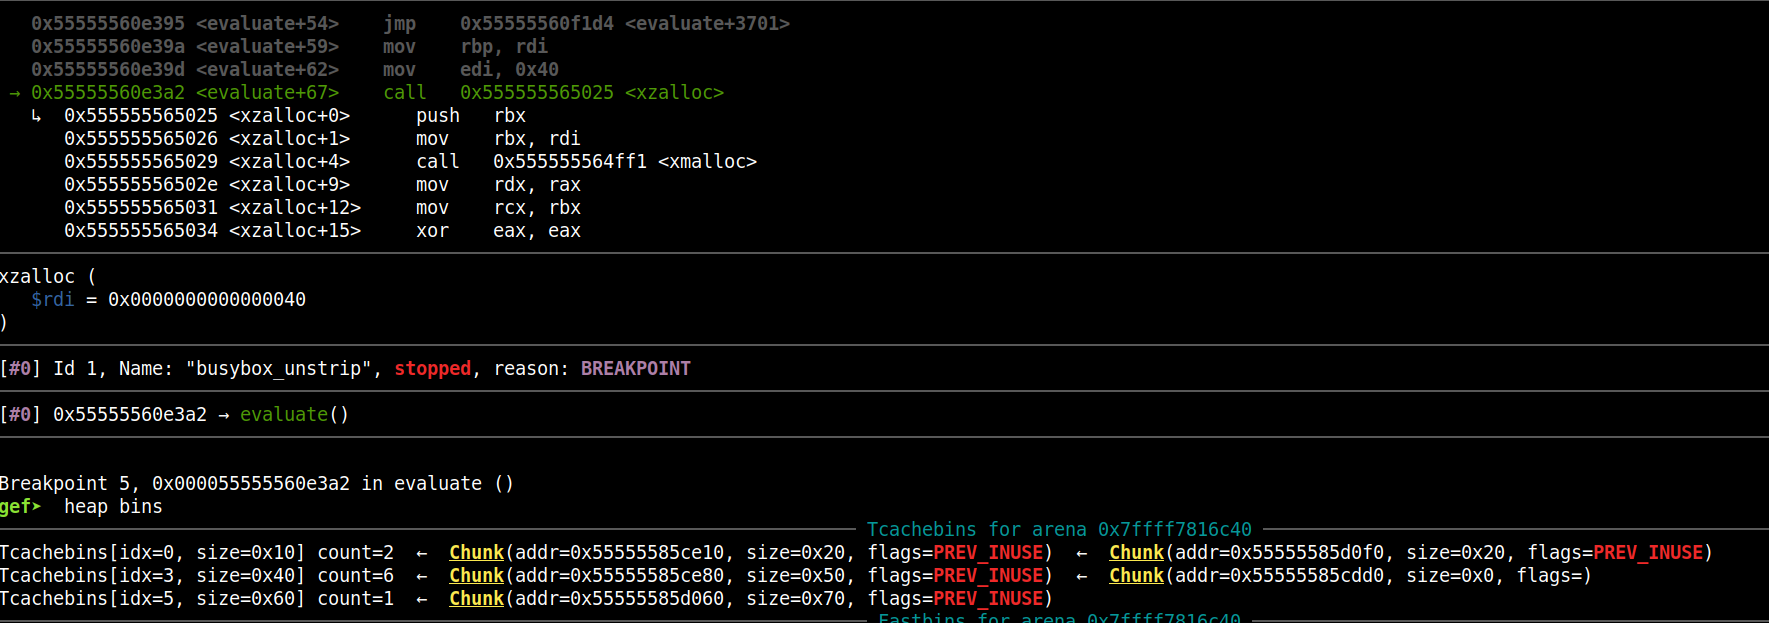 0x55555560e395 <evaluate+54> jmp 0x55555560f1d4 <evaluate+3701>
0x55555560e39a <evaluate+59> mov rbp, rdi
0x55555560e39d <evaluate+62> mov edi, 0x40
→ 0x55555560e3a2 <evaluate+67> call 0x555555565025 <xzalloc>
↳ 0x555555565025 <xzalloc+0> push rbx
0x555555565026 <xzalloc+1> mov rbx, rdi
0x555555565029 <xzalloc+4> call 0x555555564ff1 <xmalloc>
0x55555556502e <xzalloc+9> mov rdx, rax
0x555555565031 <xzalloc+12> mov rcx, rbx
0x555555565034 <xzalloc+15> xor eax, eax
xzalloc (
$rdi = 0x0000000000000040
)
[#0] Id 1, Name: "busybox_unstrip", stopped, reason: BREAKPOINT
[#0] 0x55555560e3a2 → evaluate()
Breakpoint 5, 0x000055555560e3a2 in evaluate ()
gef➤ heap bins
Tcachebins for arena 0x7ffff7816c40
Tcachebins[idx=0, size=0x10] count=2 ← Chunk(addr=0x55555585ce10, size=0x20, flags=PREV_INUSE) ← Chunk(addr=0x55555585d0f0, size=0x20, flags=PREV_INUSE)
Tcachebins[idx=3, size=0x40] count=6 ← Chunk(addr=0x55555585ce80, size=0x50, flags=PREV_INUSE) ← Chunk(addr=0x55555585cdd0, size=0x0, flags=)
Tcachebins[idx=5, size=0x60] count=1 ← Chunk(addr=0x55555585d060, size=0x70, flags=PREV_INUSE)
Fastbins for arena 0x7ffff7816c40